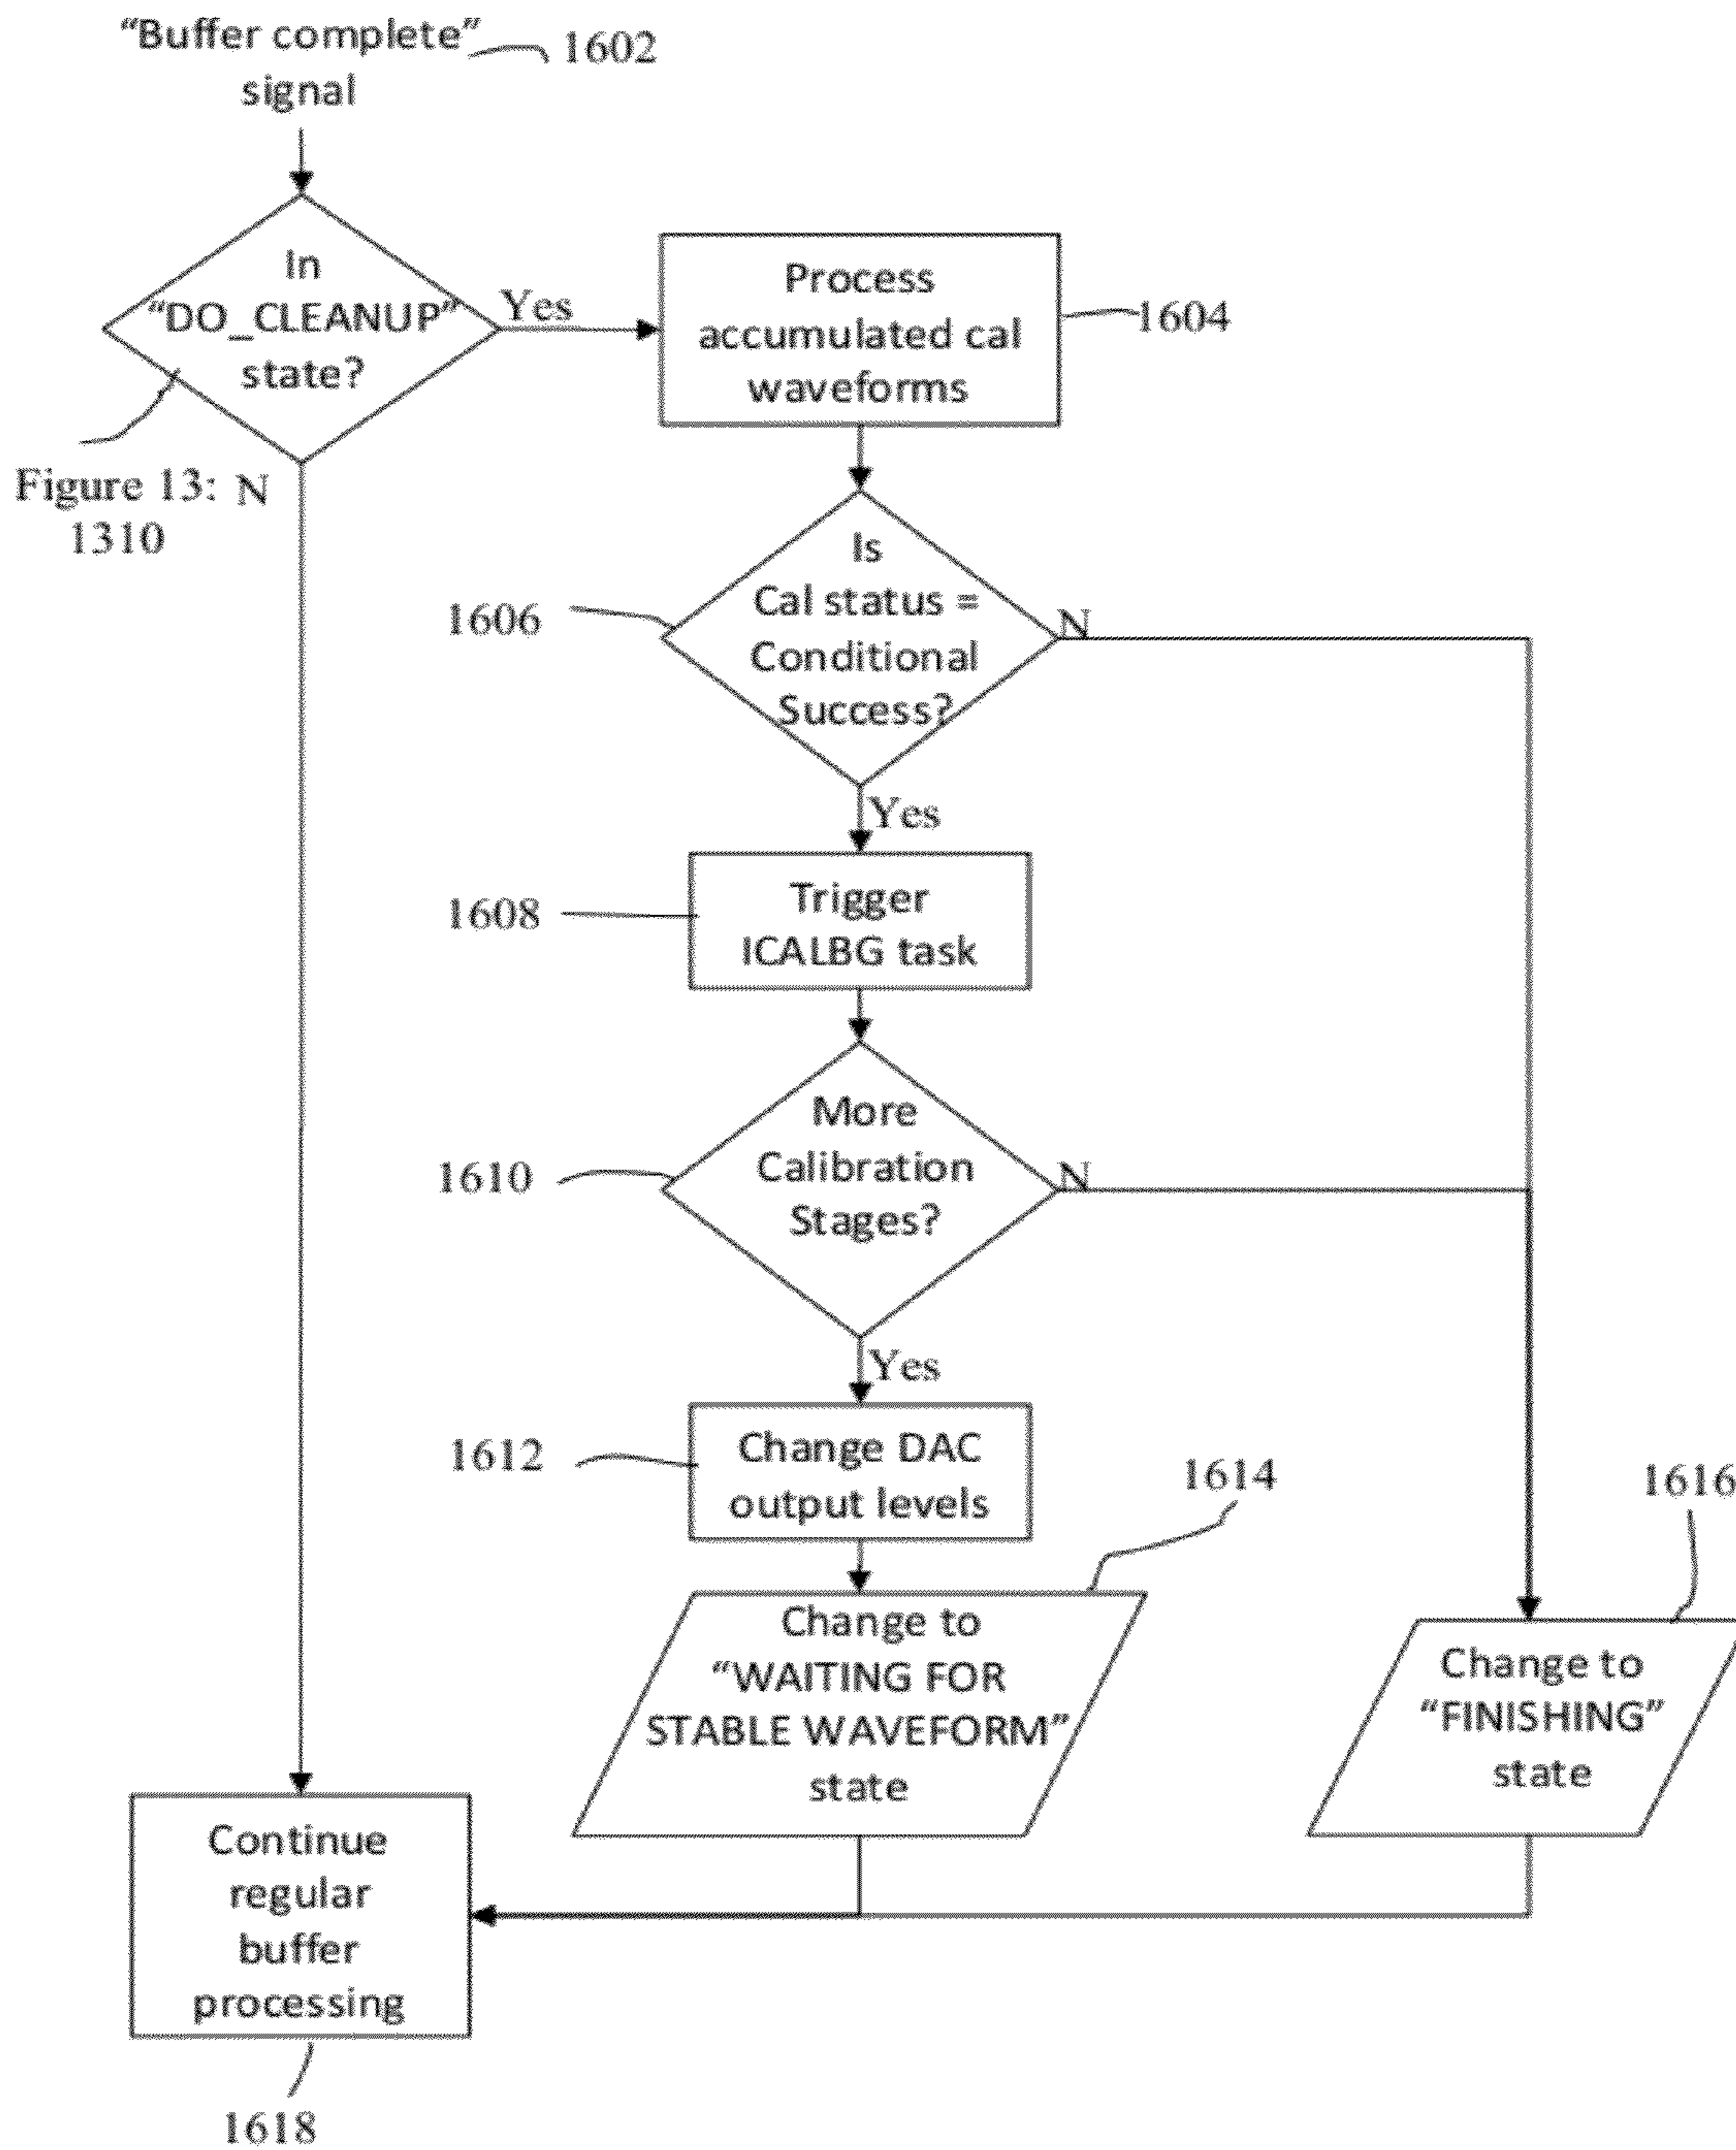 “Buffer complete”
signal
1602
In
“DO_CLEANUP”
state?
Yes
Figure 13:
1310
N
Process
accumulated cal
waveforms
1604
Is
Cal status =
Conditional
Success?
1606
N
Yes
Trigger
ICALBG task
1608
More
Calibration
Stages?
1610
N
Yes
Change DAC
output levels
1612
Change to
“WAITING FOR
STABLE WAVEFORM”
state
1614
Change to
“FINISHING”
state
1616
Continue
regular
buffer
processing
1618